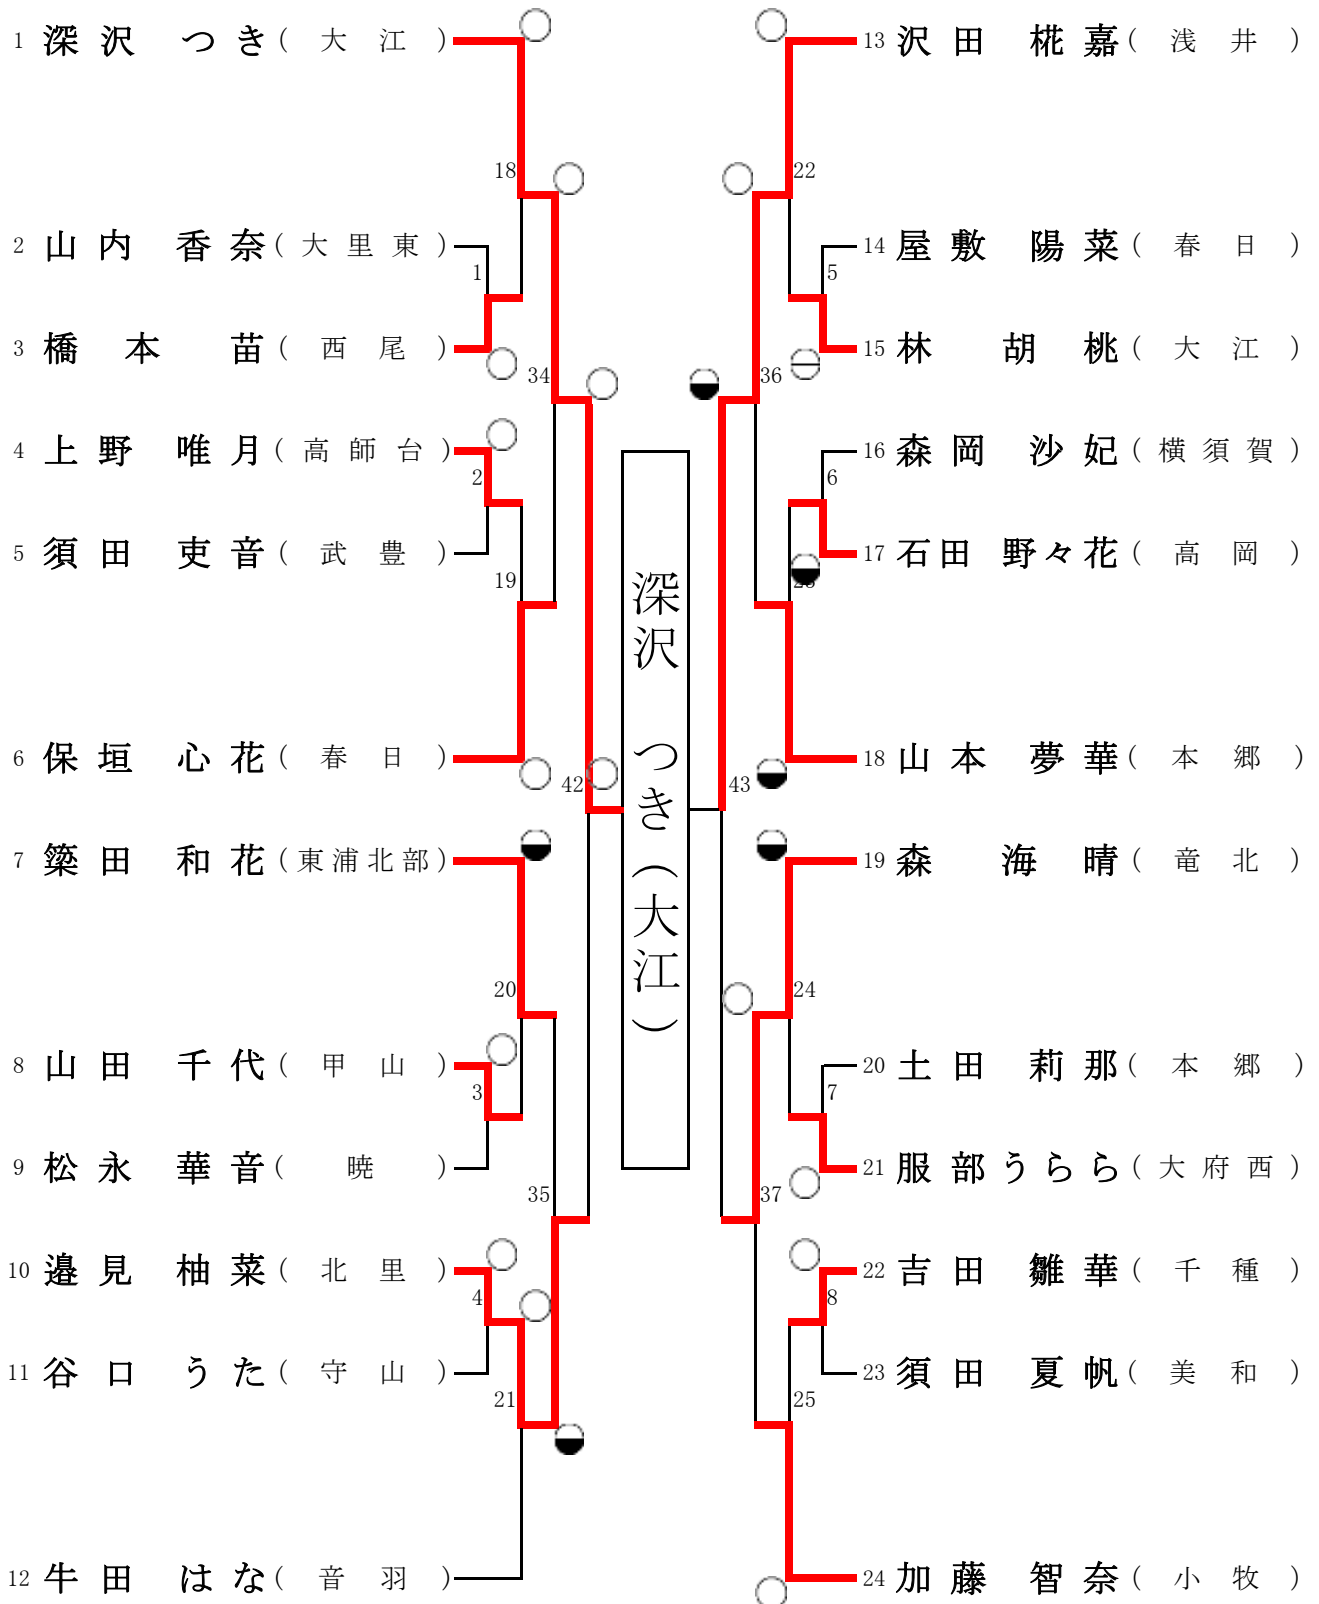 1 深沢 つき(大江)
2 山内 香奈(大里東)
3 橋本 苗(西尾)
4 上野 唯月(高師台)
5 須田 吏音(武豊)
6 保垣 心花(春日)
7 簗田 和花(東浦北部)
8 山田 千代(甲山)
9 松永 華音(暁)
10 邉見 柚菜(北里)
11 谷口 うた(守山)
12 牛田 はな(音羽)
18
1
34
2
19
42
20
3
35
4
21
深沢 つき(大江)
22
5
36
6
43
24
7
37
8
25
13 沢田 椛嘉(浅井)
14 屋敷 陽菜(春日)
15 林 胡桃(大江)
16 森岡 沙妃(横須賀)
17 石田 野々花(高岡)
18 山本 夢華(本郷)
19 森 海晴(竜北)
20 土田 莉那(本郷)
21 服部うらら(大府西)
22 吉田 雛華(千種)
23 須田 夏帆(美和)
24 加藤 智奈(小牧)